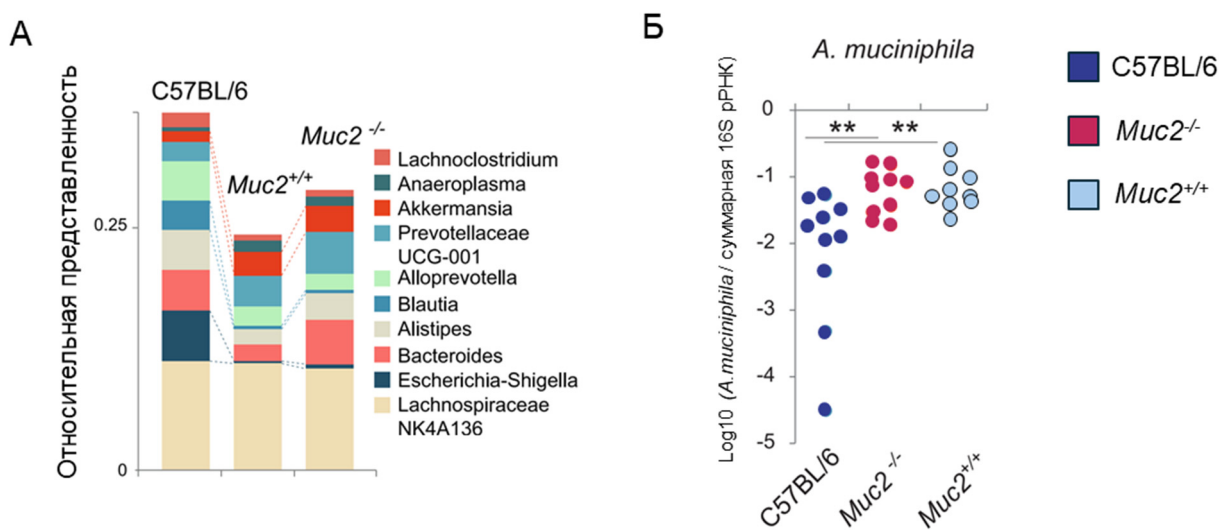 А
Относительная представленность
0.25
0
C57BL/6
Muc2+/+
Muc2 -/-
Lachnoclostridium
Anaeroplasma
Akkermansia
Prevotellaceae
UCG-001
Alloprevotella
Blautia
Alistipes
Bacteroides
Escherichia-Shigella
Lachnospiraceae
NK4A136
Б
A. muciniphila
Log10 (A.muciniphila / суммарная 16S рРНК)
0
-1
-2
-3
-4
-5
** **
C57BL/6
Muc2 -/-
Muc2+/+
C57BL/6
Muc2-/-
Muc2+/+